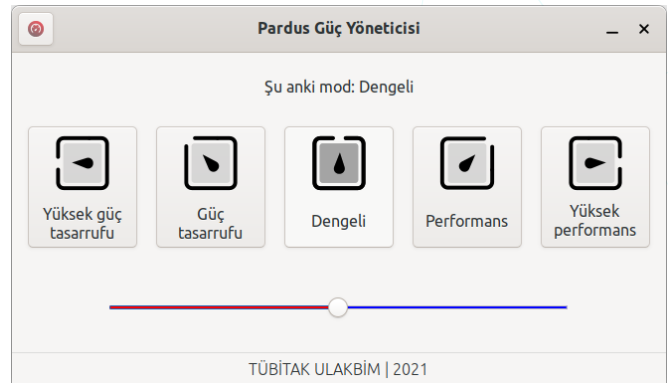 Pardus Güç Yöneticisi
Şu anki mod: Dengeli
Yüksek güç
tasarrufu
Güç
tasarrufu
Dengeli
Performans
Yüksek
performans
TÜBİTAK ULAKBİM | 2021